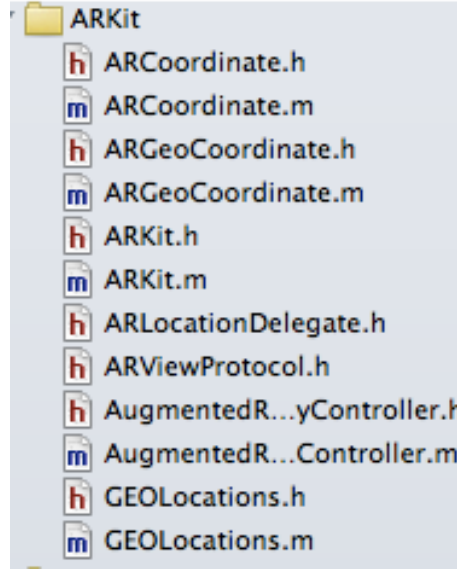 ARKit
h ARCoordinate.h
m ARCoordinate.m
h ARGeoCoordinate.h
m ARGeoCoordinate.m
h ARKit.h
m ARKit.m
h ARLocationDelegate.h
h ARViewProtocol.h
h AugmentedR...yController.h
m AugmentedR...Controller.m
h GEOLocations.h
m GEOLocations.m